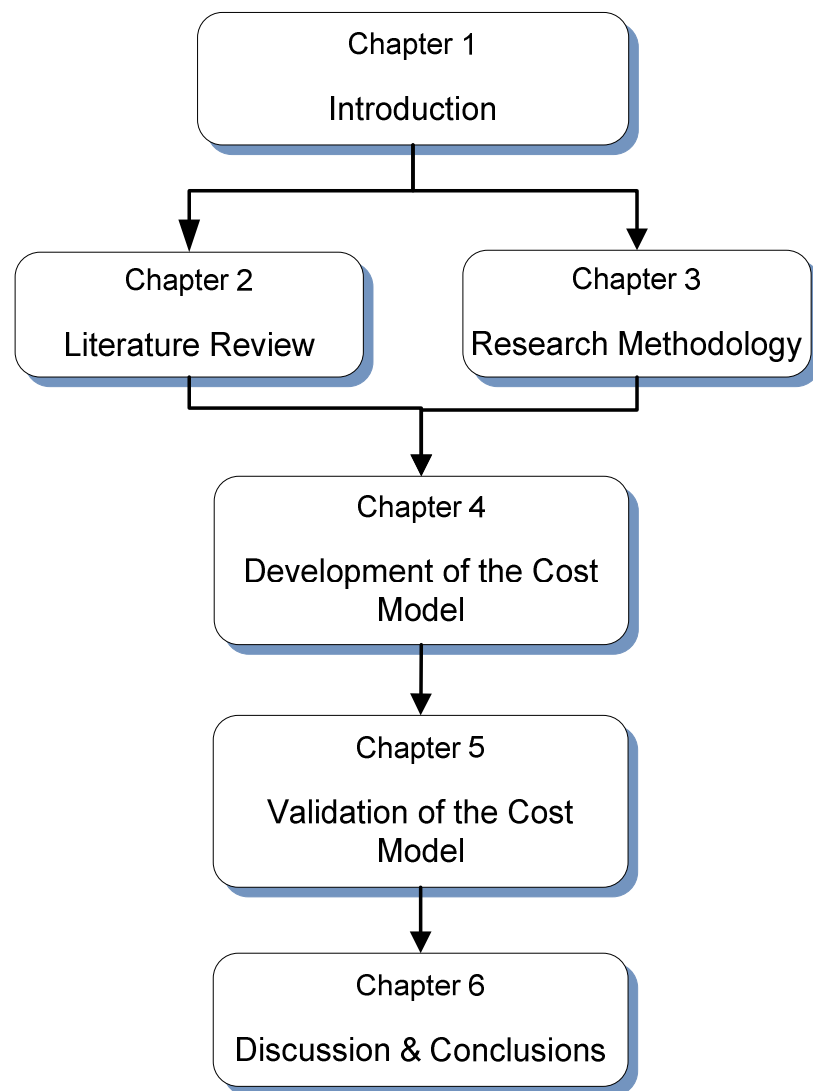 Chapter 1
Introduction
Chapter 2
Literature Review
Chapter 3
Research Methodology
Chapter 4
Development of the Cost
Model
Chapter 5
Validation of the Cost
Model
Chapter 6
Discussion & Conclusions